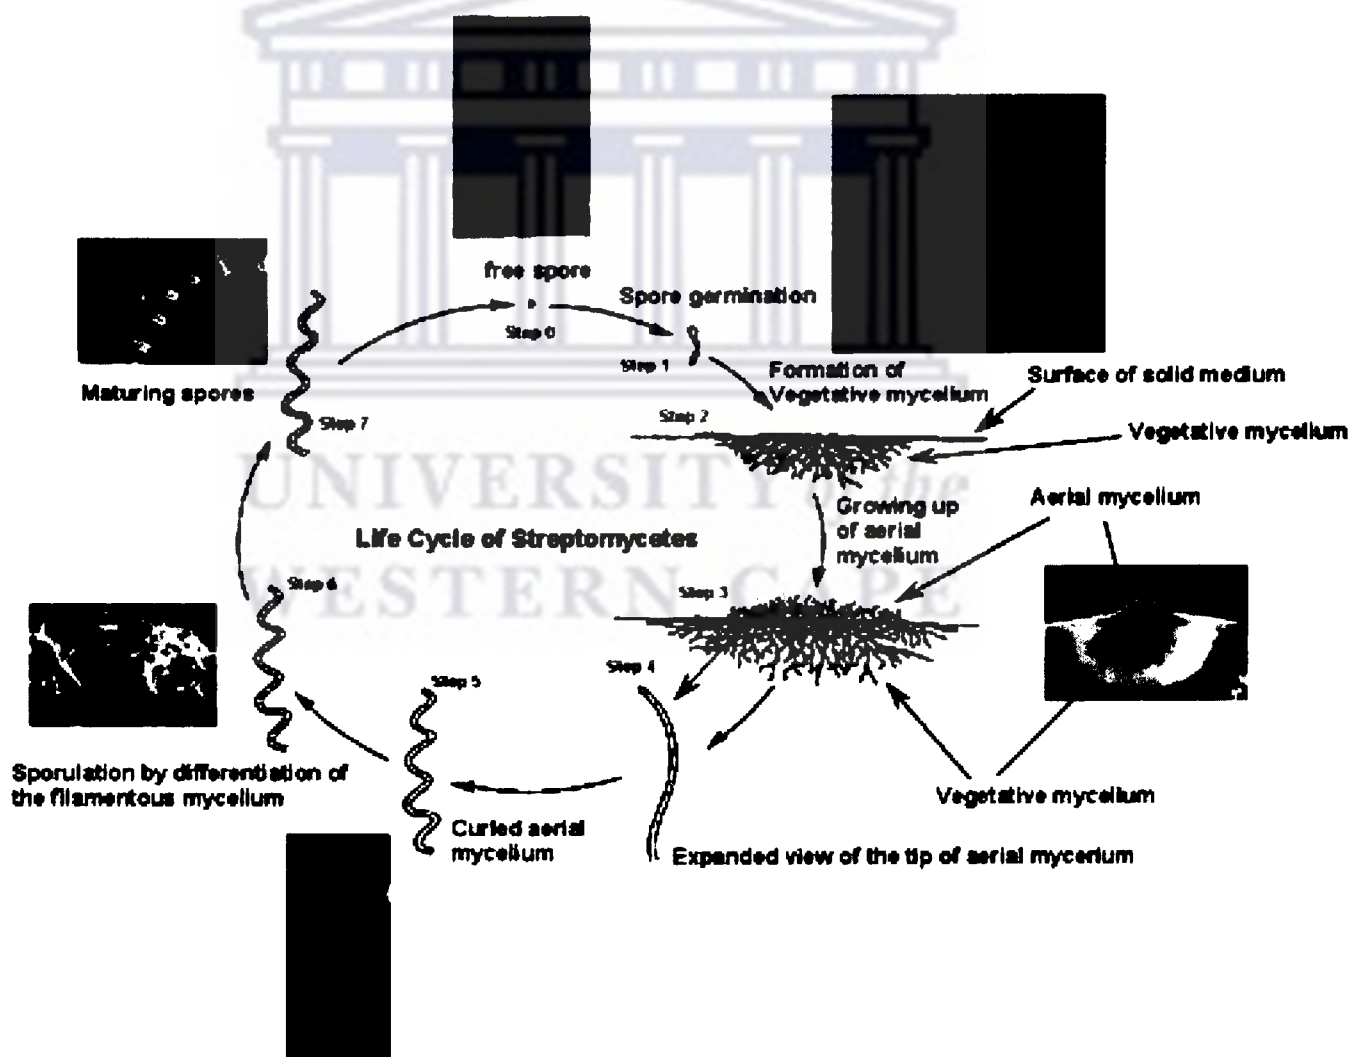 free spore
Step 0
Spore germination
Step 1
Formation of
Vegetative mycelium
Surface of solid medium
Step 2
Vegetative mycelium
Growing up
of aerial
mycelium
Aerial mycelium
Step 3
Vegetative mycelium
Step 4
Expanded view of the tip of aerial mycerium
Step 5
Curled aerial
mycelium
Step 6
Sporulation by differentiation of
the filamentous mycelium
Step 7
Maturing spores
Life Cycle of Streptomycetes
UNIVERSITY of the
WESTERN CAPE